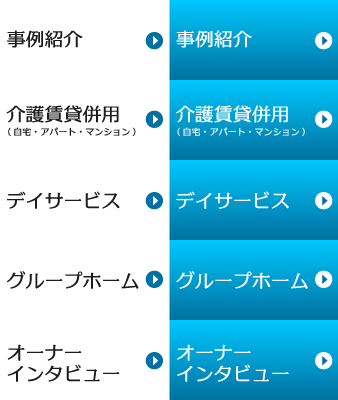 事例紹介
事例紹介
介護賃貸併用
(自宅・アパート・マンション)
介護賃貸併用
(自宅・アパート・マンション)
デイサービス
デイサービス
グループホーム
グループホーム
オーナー
インタビュー
オーナー
インタビュー